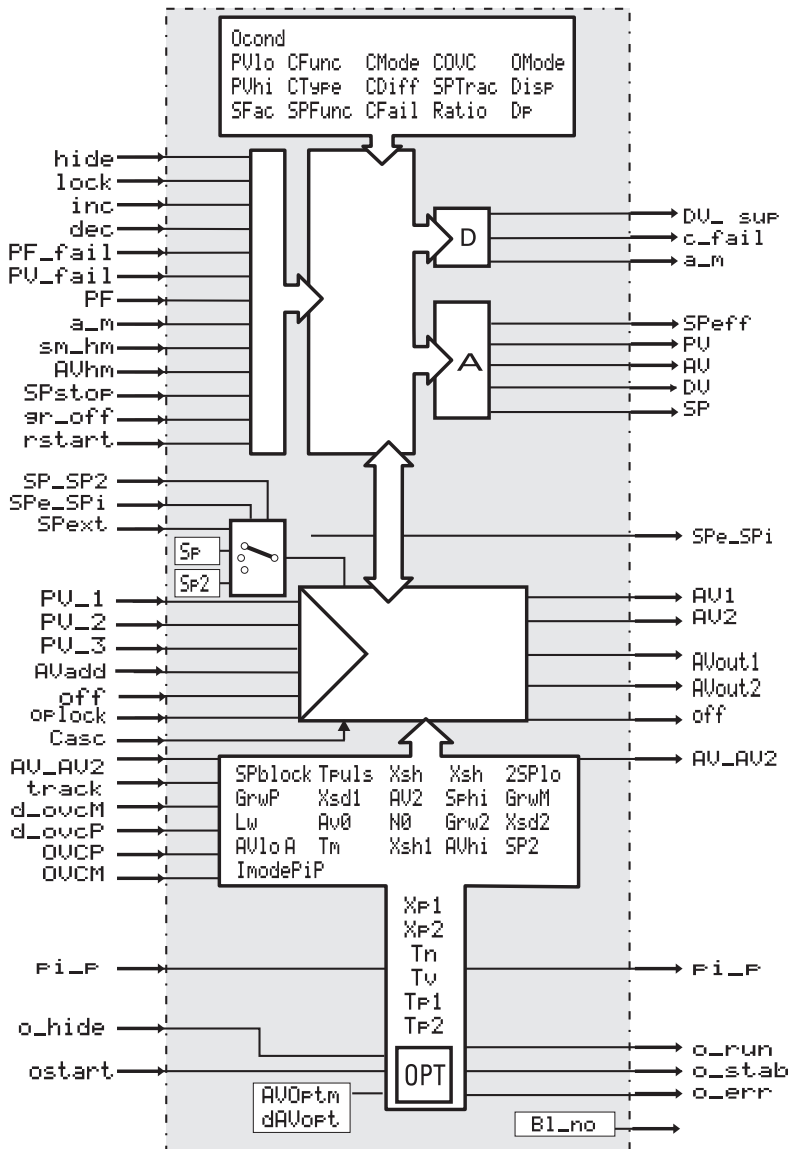 Ocond
PVlo CFunc CMode COVC OMode
PVhi CType CDiff SPTrac Disp
SFac SPFunc CFail Ratio Dp
hide
lock
inc
dec
PF_fail
PV_fail
PF
a_m
sm_hm
AVhm
SPstop
gr_off
rstart
D
DV_ sup
c_fail
a_m
A
SPeff
PV
AV
DV
SP
SP_SP2
SPe_SPi
SPext
Sp
Sp2
SPe_SPi
PV_1
PV_2
PV_3
AVadd
off
oplock
Casc
AV1
AV2
AVout1
AVout2
off
AV_AV2
track
d_ovcM
d_ovcP
OVCP
OVCM
AV_AV2
SPblock Tpuls Xsh Xsh 2SPlo
GrwP Xsd1 AV2 Sphi GrwM
Lw Av0 N0 Grw2 Xsd2
AVlo A Tm Xsh1 AVhi SP2
ImodePiP
Xp1
Xp2
Tn
Tv
Tp1
Tp2
pi_p
pi_p
o_hide
ostart
OPT
AVOptm
dAVopt
o_run
o_stab
o_err
Bl_no